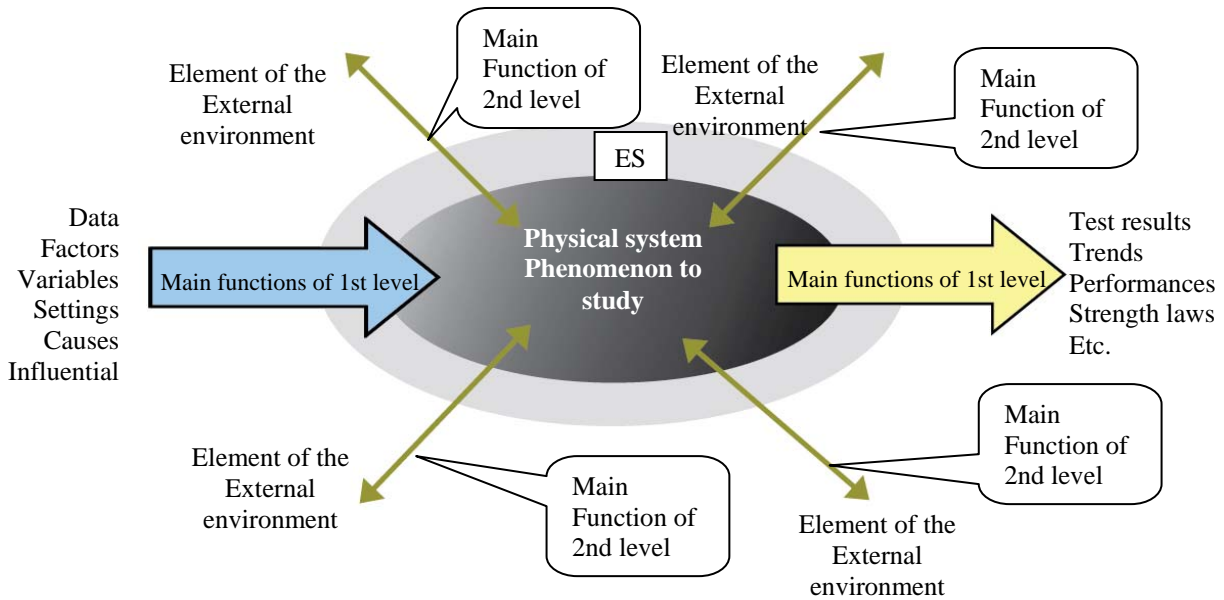 Element of the
External
environment
Main
Function of
2nd level
Element of the
External
environment
Main
Function of
2nd level
ES
Data
Factors
Variables
Settings
Causes
Influential
Main functions of 1st level
Physical system
Phenomenon to
study
Main functions of 1st level
Test results
Trends
Performances
Strength laws
Etc.
Element of the
External
environment
Main
Function of
2nd level
Main
Function of
2nd level
Element of the
External
environment